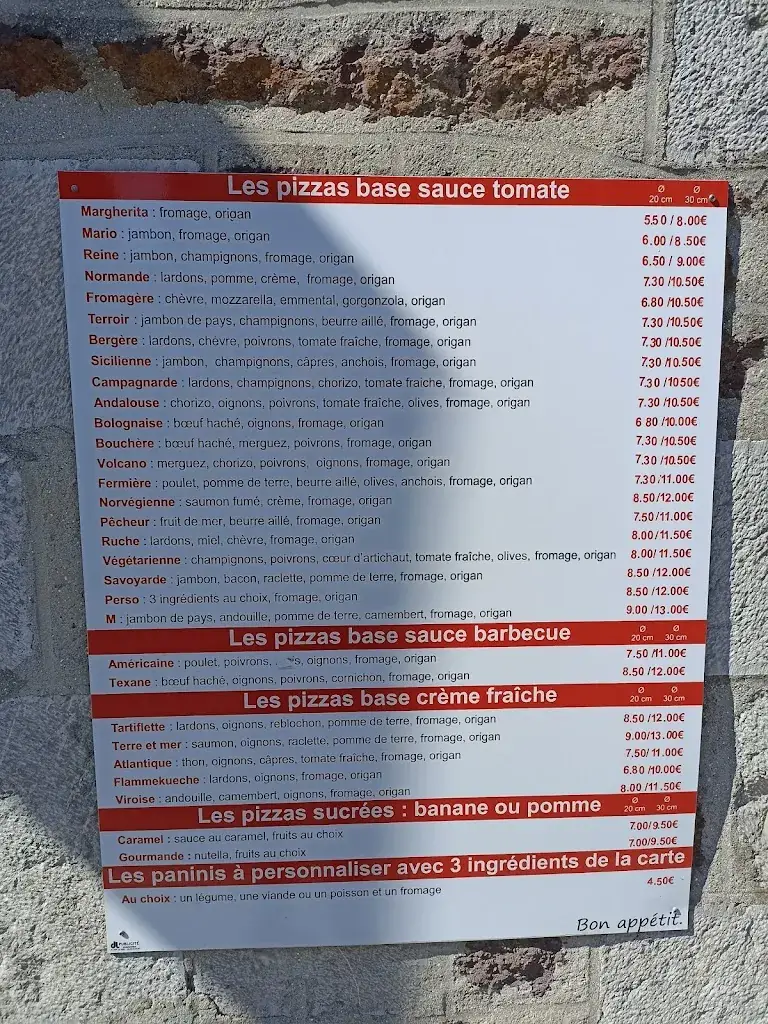 Les pizzas base sauce tomate Ø 20 cm Ø 30 cm
Margherita : fromage, origan 5.50 / 8.00€
Mario : jambon, fromage, origan 6.00 / 8.50€
Reine : jambon, champignons, fromage, origan 6.50 / 9.00€
Normande : lardons, pomme, crème, fromage, origan 7.30 /10.50€
Fromagère : chêvre, mozzarella, emmental, gorgonzola, origan 6.80 /10.50€
Terroir : jambon de pays, champignons, beurre aillé, fromage, origan 7.30 /10.50€
Bergère : lardons, chèvre, poivrons, tomate fraîche, fromage, origan 7.30 /10.50€
Sicilienne : jambon, champignons, câpres, anchois, fromage, origan 7.30 /10.50€
Campagnarde : lardons, champignons, chorizo, tomate fraiche, fromage, origan 7.30 /10 50€
Andalouse : chorizo, oignons, poivrons, tomate fraîche, olives, fromage, origan 7.30 /10.50€
Bolognaise : bœuf haché, oignons, fromage, origan 6 80 /10.00€
Bouchère : bœuf haché, merguez, poivrons, fromage, origan 7.30 /10.50€
Volcano : merguez, chorizo, poivrons, oignons, fromage, origan 7.30 /10.50€
Fermière : poulet, pomme de terre, beurre aillé, olives, anchois, fromage, origan 7.30 /11.00€
Norvégienne : saumon fumé, crème, fromage, origan 8.50 /12.00€
Pêcheur : fruit de mer, beurre aillé, fromage, origan 7.50 /11.00€
Ruche : lardons, miel, chèvre, fromage, origan 8.00 /11.50€
Végétarienne : champignons, poivrons, cœur d'artichaut, tomate fraîche, olives, fromage, origan 8.00/ 11.50€
Savoyarde : jambon, bacon, raclette, pomme de terre, fromage, origan 8.50 /12.00€
Perso : 3 ingrédients au choix, fromage, origan 8.50 /12.00€
M : jambon de pays, andouille, pomme de terre, camembert, fromage, origan 9.00 /13.00€
Les pizzas base sauce barbecue Ø 20 cm Ø 30 cm
Américaine : poulet, poivrons, oignons, fromage, origan 7.50 /11.00€
Texane : bœuf haché, oignons, poivrons, cornichon, fromage, origan 8.50 /12.00€
Les pizzas base crème fraîche Ø 20 cm Ø 30 cm
Tartiflette : lardons, oignons, reblochon, pomme de terre, fromage, origan 8.50 /12.00€
Terre et mer : saumon, oignons, raclette, pomme de terre, fromage, origan 9.00/13.00€
Atlantique : thon, oignons, câpres, tomate fraiche, fromage, origan 7.50/ 11.00€
Flammekueche : lardons, oignons, fromage, origan 6.80 /10.00€
Viroise : andouille, camembert, oignons, fromage, origan 8.00 /11.50€
Les pizzas sucrées : banane ou pomme Ø 20 cm Ø 30 cm
Caramel : sauce au caramel, fruits au choix 7.00/9.50€
Gourmande : nutella, fruits au choix 7.00/9.50€
Les paninis à personnaliser avec 3 ingrédients de la carte
Au choix : un légume, une viande ou un poisson et un fromage 4.50€
Bon appétit.
dL PUBLICITÉ